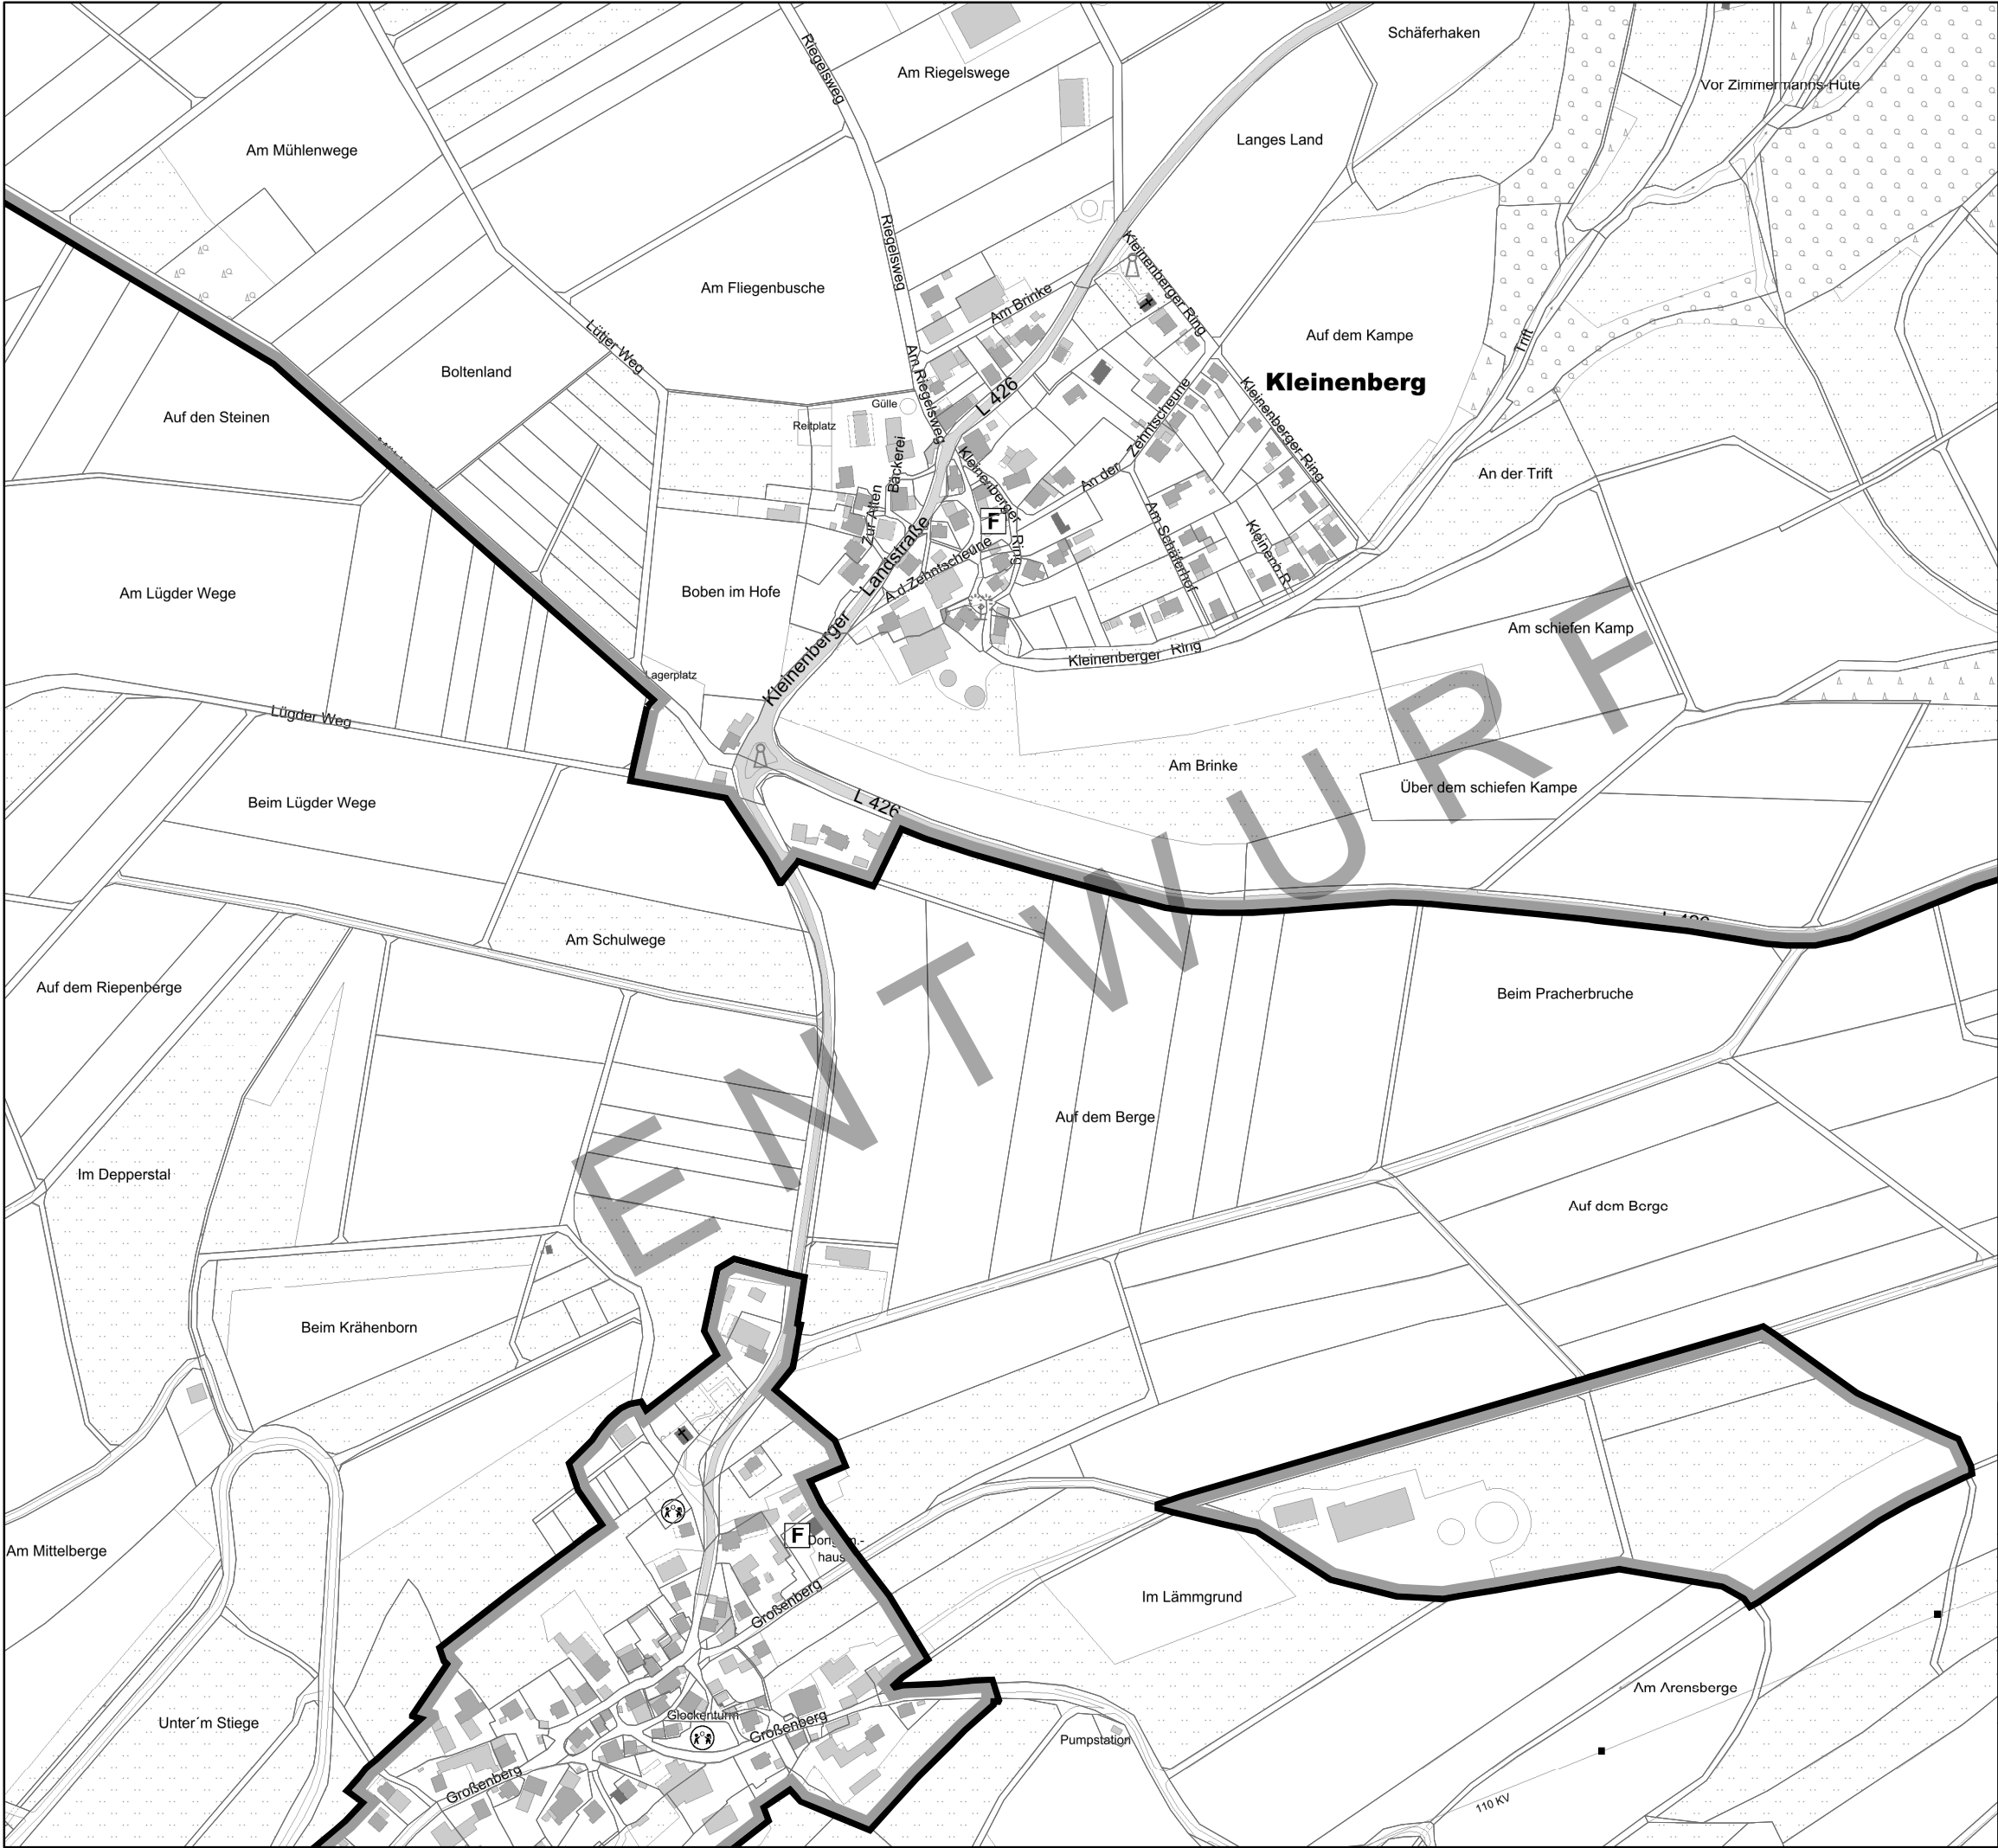 Schäferhaken
Riegelsweg
Am Riegelswege
Vor Zimmermanns-Hute
Am Mühlenwege
Langes Land
Riegelsweg
Kleinenberger Ring
Am Fliegenbusche
Am Brinke
Lütjer Weg
Auf dem Kampe
Trift
Boltenland
Am Riegelsweg
L 426
Kleinenberg
Gülle
Auf den Steinen
Reitplatz
An der Zehntscheune
Kleinenberger Ring
Zur Alten
Bäckerei
Kleinenberger Ring
An der Trift
F
Am Schäferhof
Kleinenb.R.
A.d.Zehntscheune
Am Lügder Wege
Boben im Hofe
Kleinenberger Landstraße
Am schiefen Kamp
Kleinenberger Ring
Lagerplatz
Lügder Weg
Am Brinke
Über dem schiefen Kampe
Beim Lügder Wege
L 426
ENTWURF
Am Schulwege
Auf dem Riepenberge
Beim Pracherbruche
Auf dem Berge
Im Depperstal
Auf dem Berge
Beim Krähenborn
F
Am Mittelberge
haus
Großenberg
Im Lämmgrund
Am Arensberge
Unter´m Stiege
Glockenturm
Großenberg
Pumpstation
Großenberg
110 KV